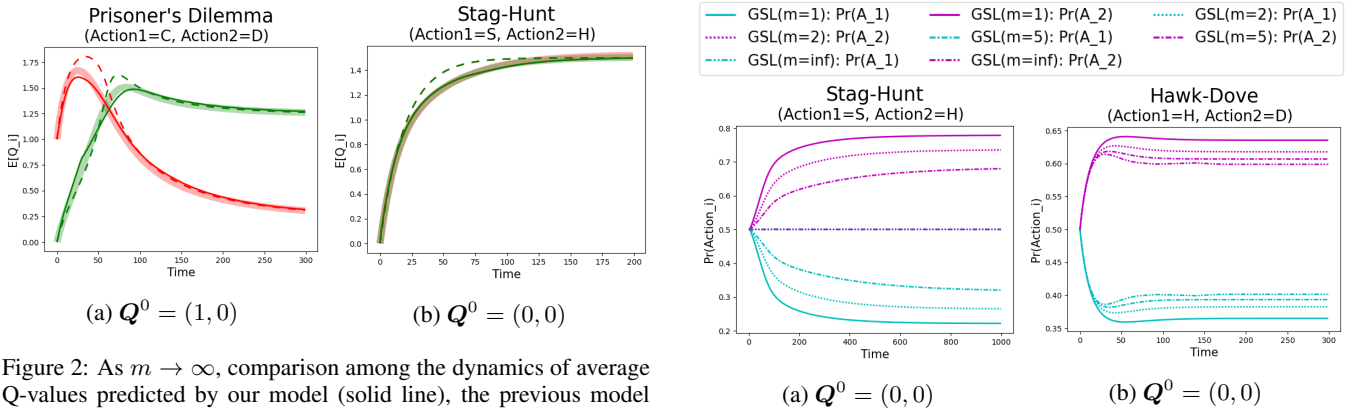 Prisoner's Dilemma
(Action1=C, Action2=D)
E[Q_i]
1.75
1.50
1.25
1.00
0.75
0.50
0.25
0.00
0 50 100 150 200 250 300
Time
(a) Q⁰ = (1, 0)
Stag-Hunt
(Action1=S, Action2=H)
E[Q_i]
1.4
1.2
1.0
0.8
0.6
0.4
0.2
0.0
0 25 50 75 100 125 150 175 200
Time
(b) Q⁰ = (0, 0)
Figure 2: As m → ∞, comparison among the dynamics of average
Q-values predicted by our model (solid line), the previous model
GSL(m=1): Pr(A_1) GSL(m=1): Pr(A_2) GSL(m=2): Pr(A_1)
GSL(m=2): Pr(A_2) GSL(m=5): Pr(A_1) GSL(m=5): Pr(A_2)
GSL(m=inf): Pr(A_1) GSL(m=inf): Pr(A_2)
Stag-Hunt
(Action1=S, Action2=H)
Pr(Action_i)
0.8
0.7
0.6
0.5
0.4
0.3
0.2
0 200 400 600 800 1000
Time
(a) Q⁰ = (0, 0)
Hawk-Dove
(Action1=H, Action2=D)
Pr(Action_i)
0.65
0.60
0.55
0.50
0.45
0.40
0.35
0 50 100 150 200 250 300
Time
(b) Q⁰ = (0, 0)